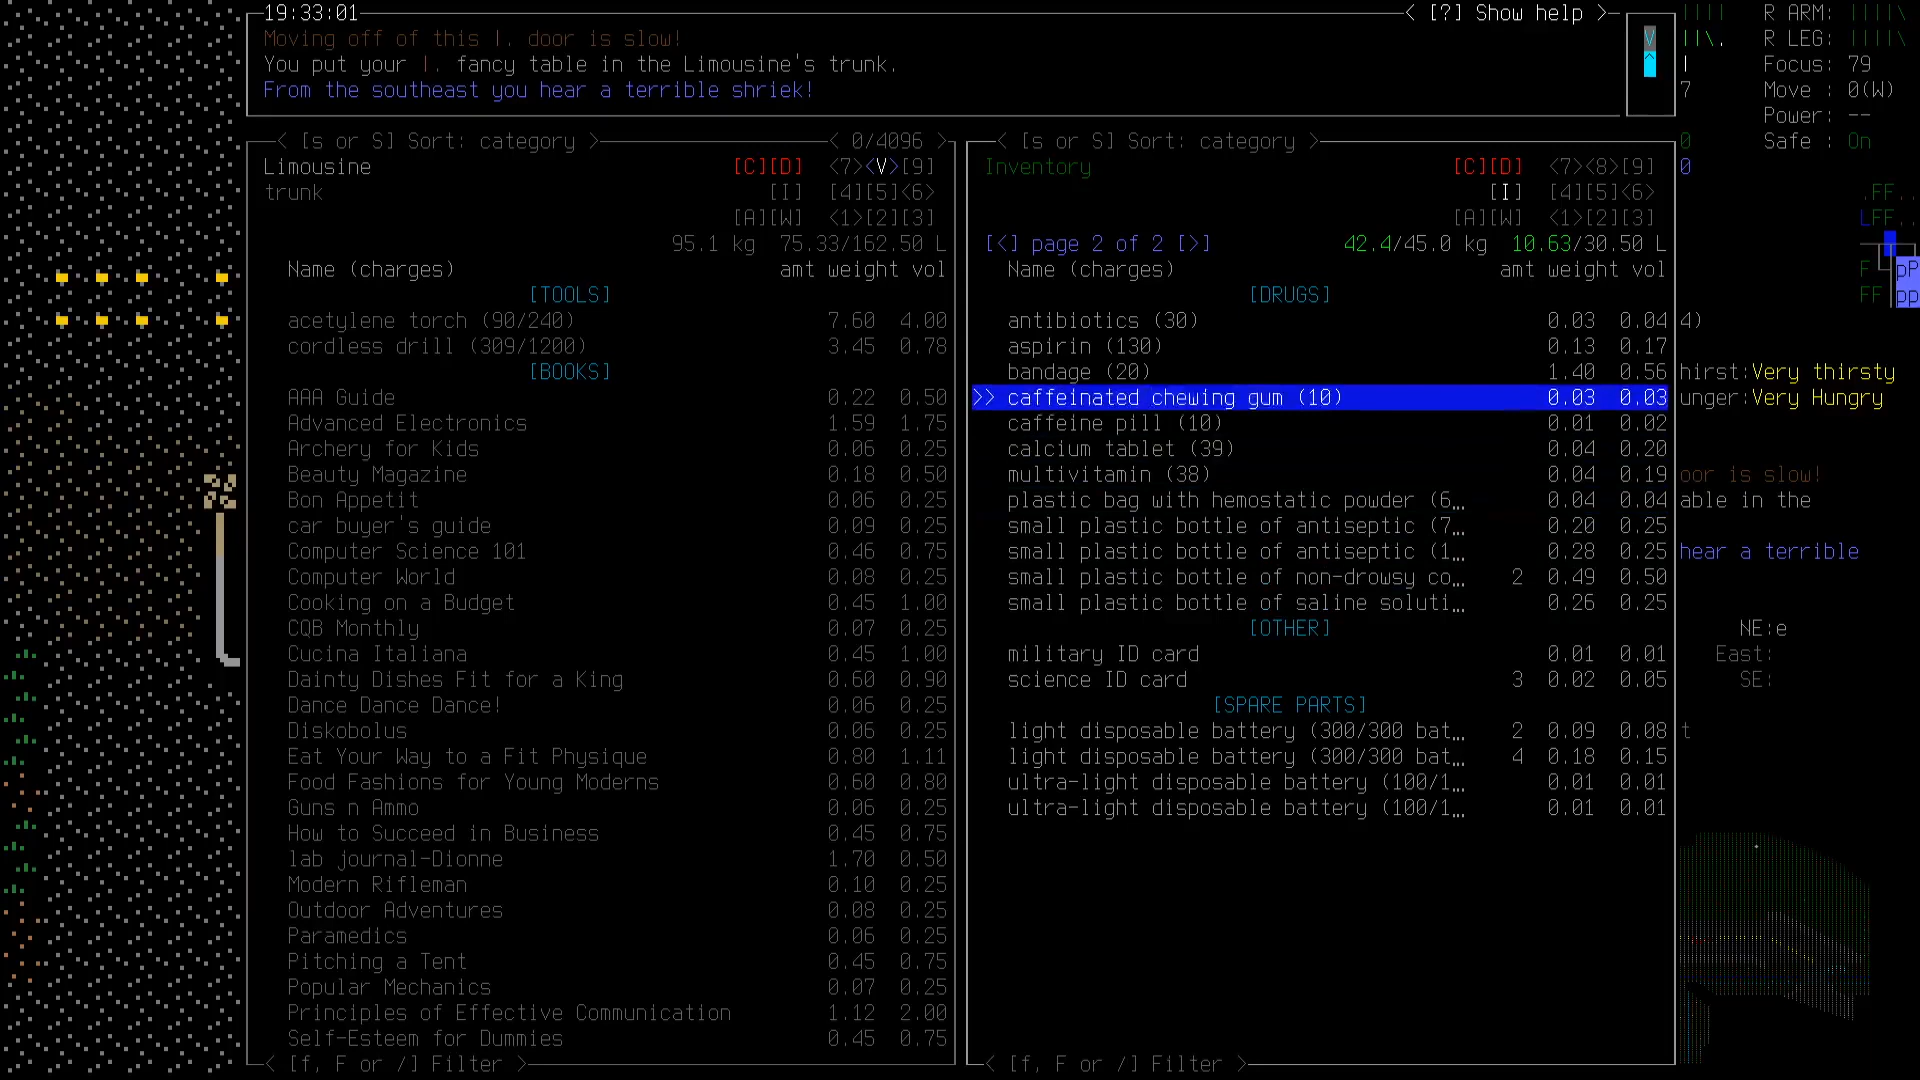 19:33:01 < [?] Show help >
Moving off of this |. door is slow!
You put your |. fancy table in the Limousine's trunk.
From the southeast you hear a terrible shriek!
R ARM: ||||\
R LEG: ||||\
Focus: 79
Move : 0(W)
Power: --
Safe : On
< [s or S] Sort: category > < 0/4096 >
Limousine [C][D] <7><V>[9]
trunk [I] [4][5]<6>
[A][W] <1>[2][3]
95.1 kg 75.33/162.50 L
Name (charges) amt weight vol
[TOOLS]
acetylene torch (90/240) 7.60 4.00
cordless drill (309/1200) 3.45 0.78
[BOOKS]
AAA Guide 0.22 0.50
Advanced Electronics 1.59 1.75
Archery for Kids 0.06 0.25
Beauty Magazine 0.18 0.50
Bon Appetit 0.06 0.25
car buyer's guide 0.09 0.25
Computer Science 101 0.46 0.75
Computer World 0.08 0.25
Cooking on a Budget 0.45 1.00
CQB Monthly 0.07 0.25
Cucina Italiana 0.45 1.00
Dainty Dishes Fit for a King 0.60 0.90
Dance Dance Dance! 0.06 0.25
Diskobolus 0.06 0.25
Eat Your Way to a Fit Physique 0.80 1.11
Food Fashions for Young Moderns 0.60 0.80
Guns n Ammo 0.06 0.25
How to Succeed in Business 0.45 0.75
lab journal-Dionne 1.70 0.50
Modern Rifleman 0.10 0.25
Outdoor Adventures 0.08 0.25
Paramedics 0.06 0.25
Pitching a Tent 0.45 0.75
Popular Mechanics 0.07 0.25
Principles of Effective Communication 1.12 2.00
Self-Esteem for Dummies 0.45 0.75
< [f, F or /] Filter >
< [s or S] Sort: category >
Inventory [C][D] <7><8>[9]
[I] [4][5]<6>
[A][W] <1>[2][3]
[<] page 2 of 2 [>] 42.4/45.0 kg 10.63/30.50 L
Name (charges) amt weight vol
[DRUGS]
antibiotics (30) 0.03 0.04
aspirin (130) 0.13 0.17
bandage (20) 1.40 0.56
>> caffeinated chewing gum (10) 0.03 0.03
caffeine pill (10) 0.01 0.02
calcium tablet (39) 0.04 0.20
multivitamin (38) 0.04 0.19
plastic bag with hemostatic powder (6… 0.04 0.04
small plastic bottle of antiseptic (7… 0.20 0.25
small plastic bottle of antiseptic (1… 0.28 0.25
small plastic bottle of non-drowsy co… 2 0.49 0.50
small plastic bottle of saline soluti… 0.26 0.25
[OTHER]
military ID card 0.01 0.01
science ID card 3 0.02 0.05
[SPARE PARTS]
light disposable battery (300/300 bat… 2 0.09 0.08
light disposable battery (300/300 bat… 4 0.18 0.15
ultra-light disposable battery (100/1… 0.01 0.01
ultra-light disposable battery (100/1… 0.01 0.01
< [f, F or /] Filter >
4)
hirst:Very thirsty
unger:Very Hungry
oor is slow!
able in the
hear a terrible
NE:e
East:
SE:
t